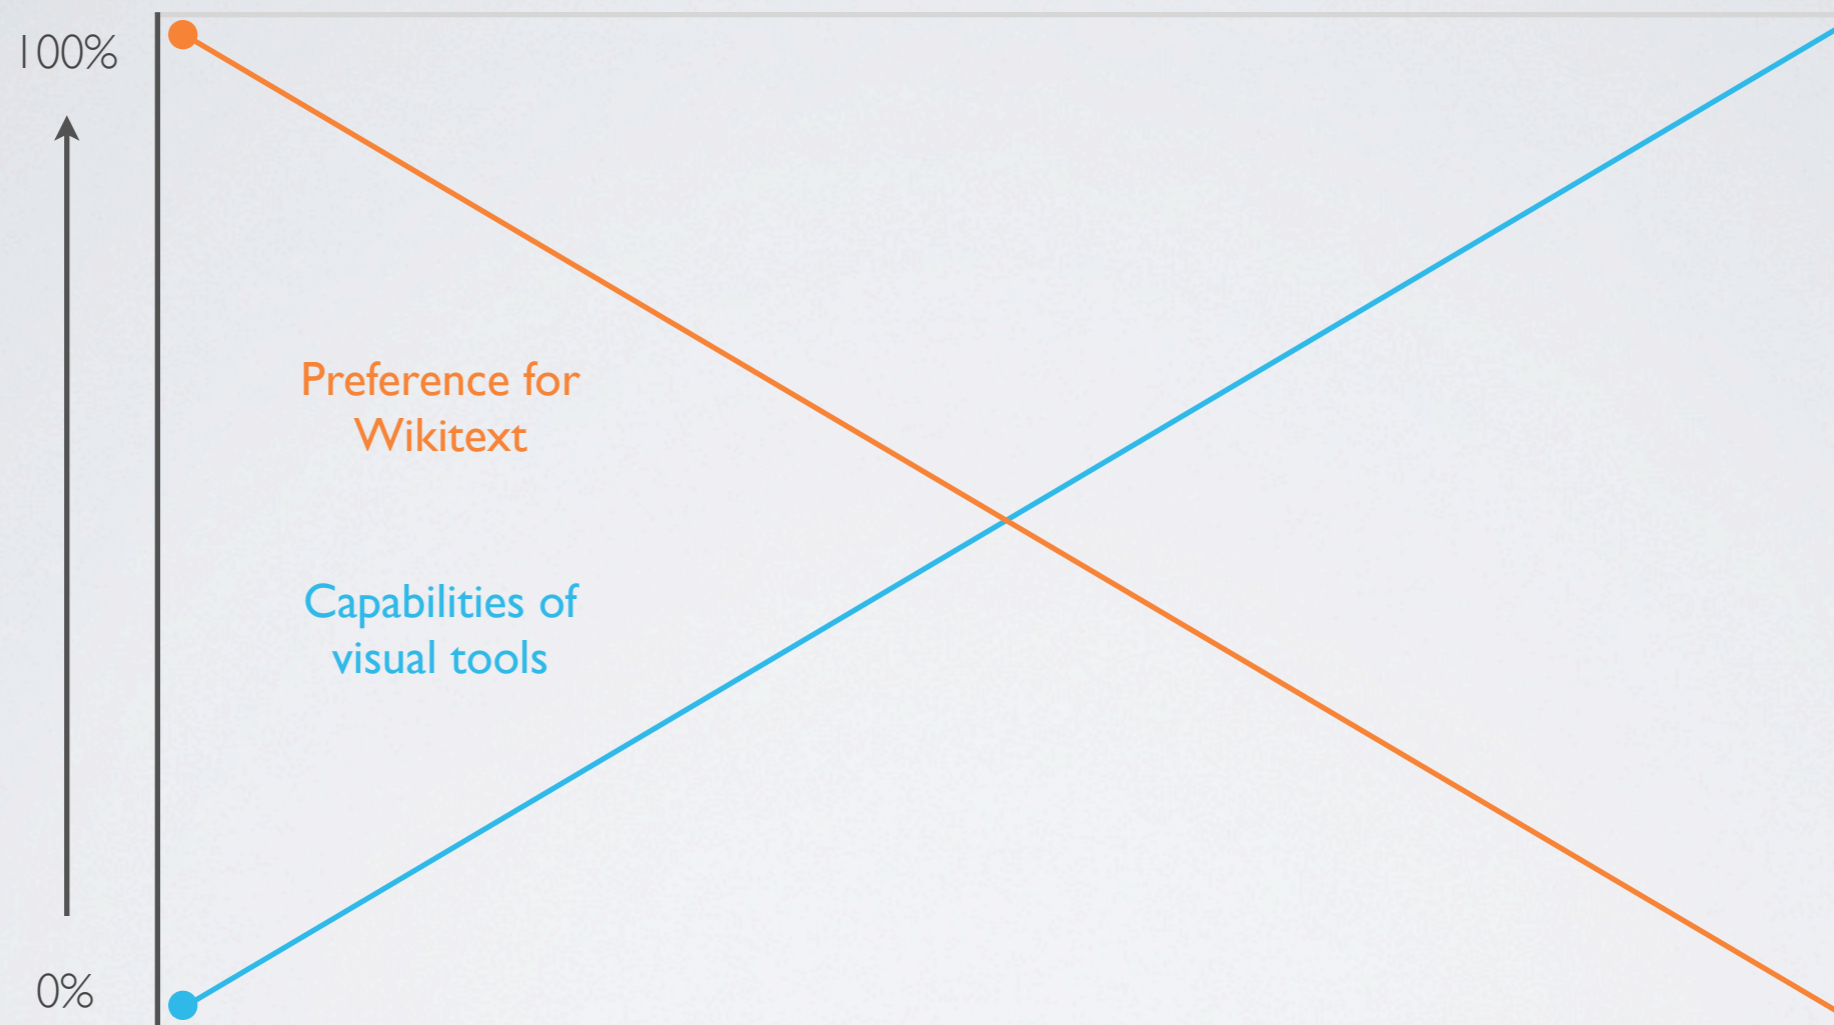 100%
Preference for
Wikitext
Capabilities of
visual tools
0%